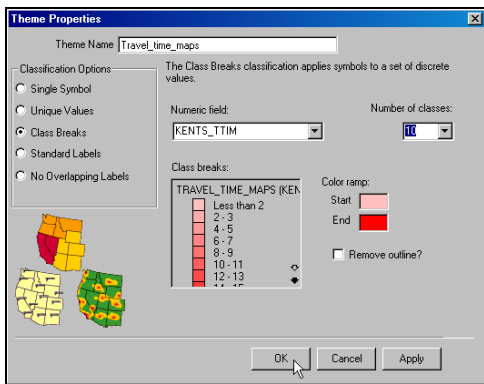 Theme Properties
Theme Name Travel_time_maps
Classification Options
Single Symbol
Unique Values
Class Breaks
Standard Labels
No Overlapping Labels
The Class Breaks classification applies symbols to a set of discrete
values.
Numeric field:
KENTS_TTIM
Number of classes:
10
Class breaks:
TRAVEL_TIME_MAPS (KEN
Less than 2
2 - 3
4 - 5
6 - 7
8 - 9
10 - 11
12 - 13
Color ramp:
Start
End
Remove outline?
OK
Cancel
Apply